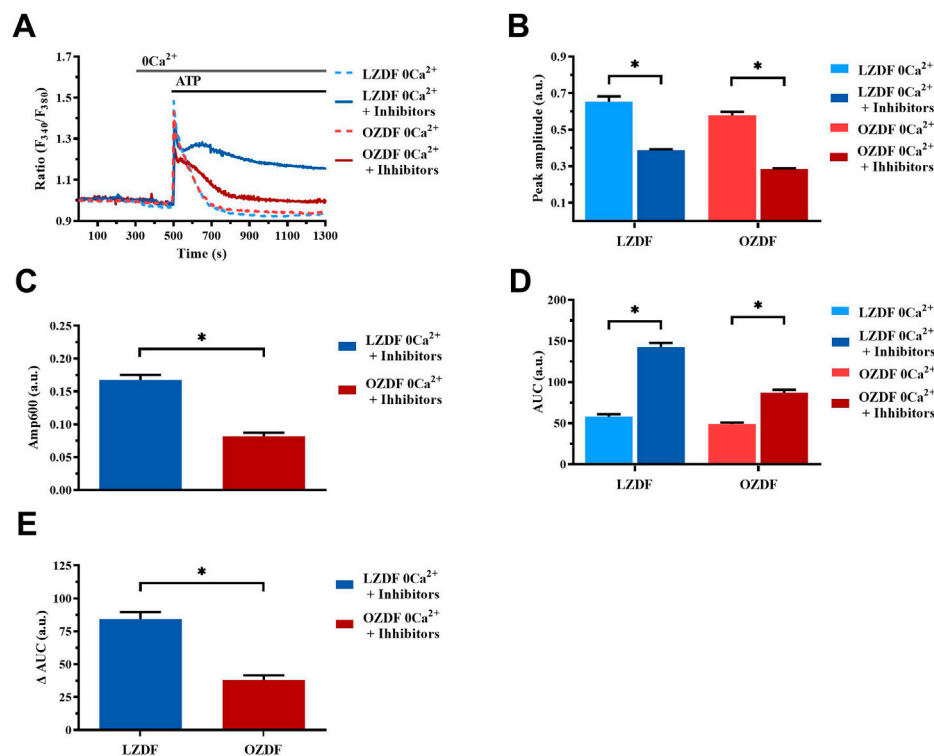 A
0Ca²⁺
ATP
Ratio (F₃₄₀/F₃₈₀)
1.7
1.5
1.3
1.1
0.9
100 300 500 700 900 1100 1300
Time (s)
LZDF 0Ca²⁺
LZDF 0Ca²⁺
+ Inhibitors
OZDF 0Ca²⁺
OZDF 0Ca²⁺
+ Ihhibitors
B
Peak amplitude (a.u.)
0.9
0.7
0.5
0.3
0.1
* *
LZDF OZDF
LZDF 0Ca²⁺
LZDF 0Ca²⁺
+ Inhibitors
OZDF 0Ca²⁺
OZDF 0Ca²⁺
+ Ihhibitors
C
Amp600 (a.u.)
0.25
0.20
0.15
0.10
0.05
0.00
*
LZDF 0Ca²⁺
+ Inhibitors
OZDF 0Ca²⁺
+ Ihhibitors
D
AUC (a.u.)
200
150
100
50
0
* *
LZDF OZDF
LZDF 0Ca²⁺
LZDF 0Ca²⁺
+ Inhibitors
OZDF 0Ca²⁺
OZDF 0Ca²⁺
+ Ihhibitors
E
Δ AUC (a.u.)
125
100
75
50
25
0
*
LZDF OZDF
LZDF 0Ca²⁺
+ Inhibitors
OZDF 0Ca²⁺
+ Ihhibitors